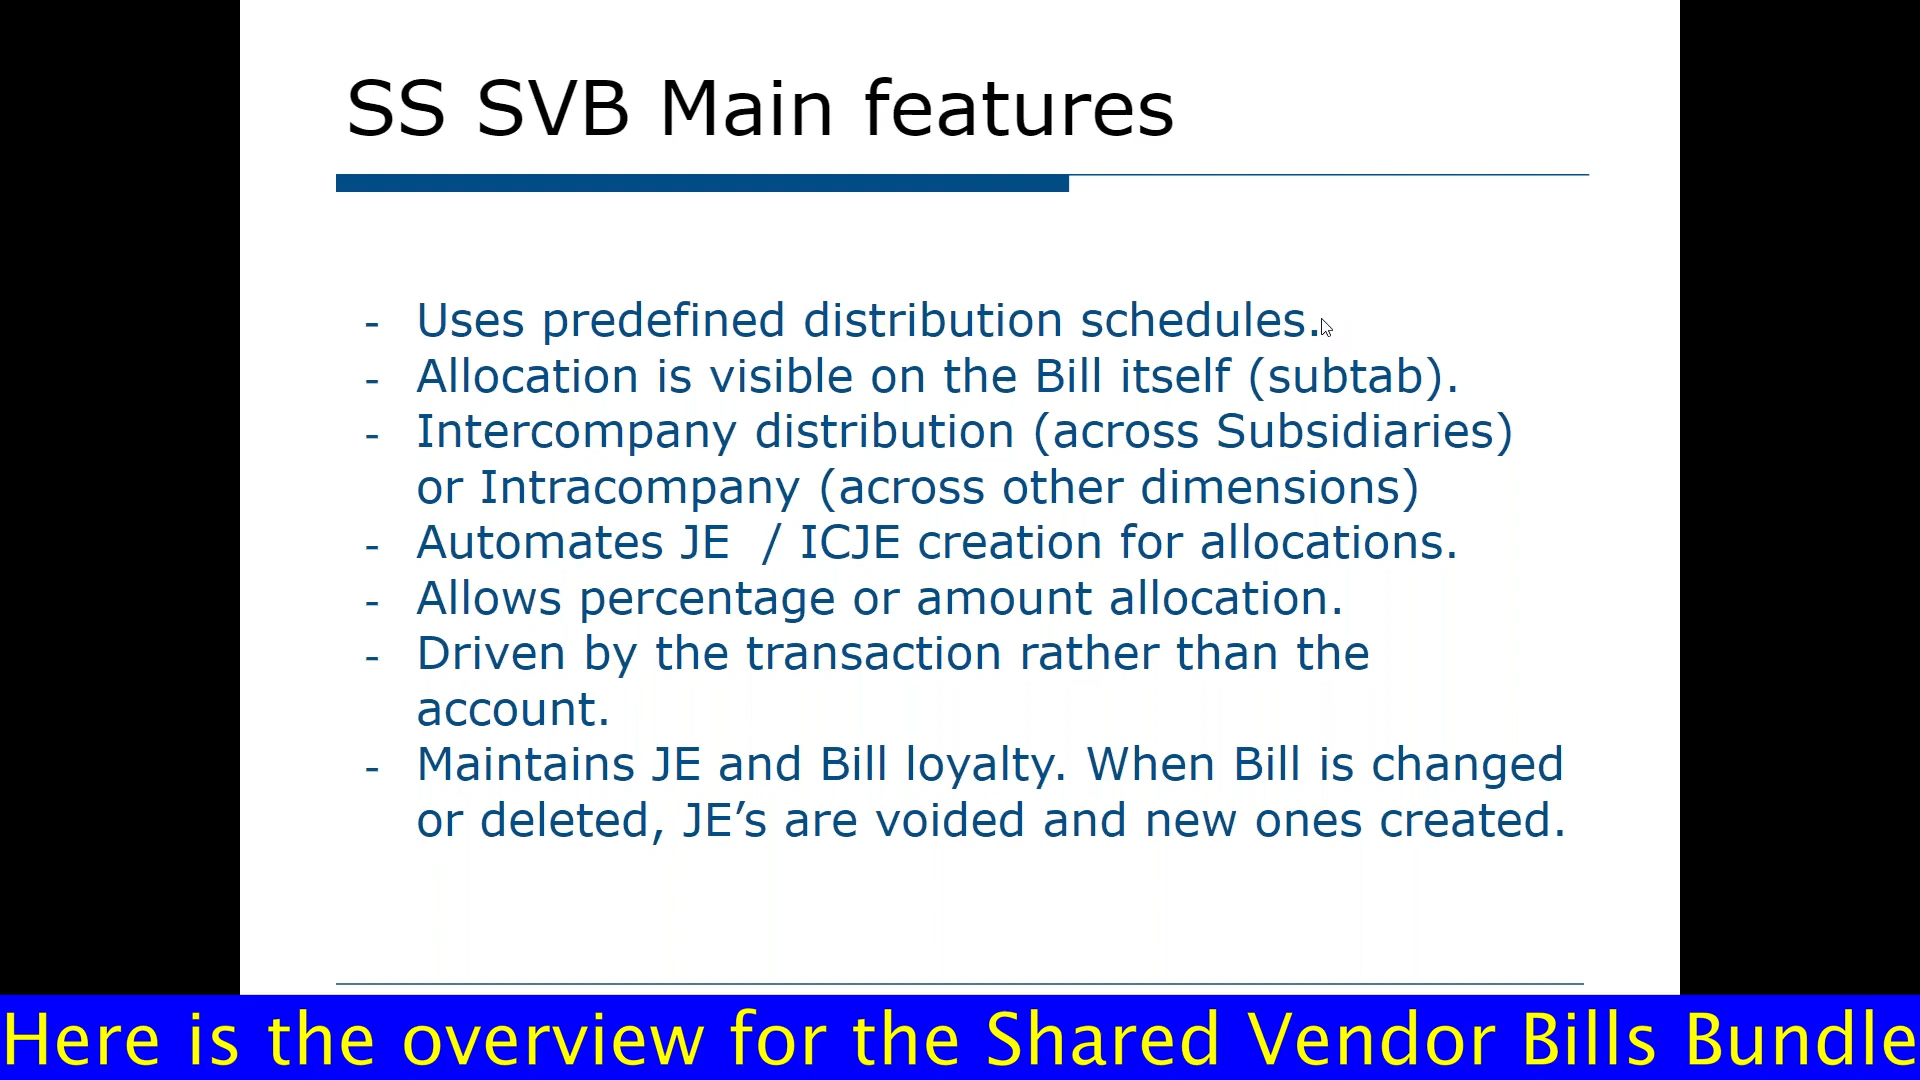 SS SVB Main features
- Uses predefined distribution schedules.
- Allocation is visible on the Bill itself (subtab).
- Intercompany distribution (across Subsidiaries)
or Intracompany (across other dimensions)
- Automates JE  / ICJE creation for allocations.
- Allows percentage or amount allocation.
- Driven by the transaction rather than the
account.
- Maintains JE and Bill loyalty. When Bill is changed
or deleted, JE’s are voided and new ones created.
Here is the overview for the Shared Vendor Bills Bundle